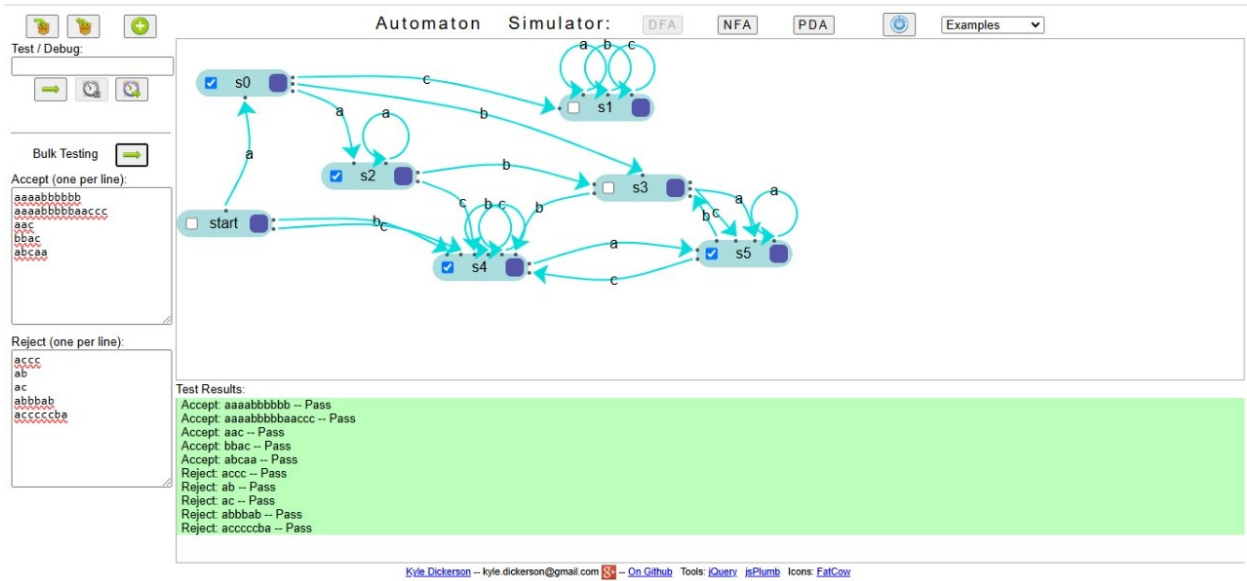 Automaton Simulator: DFA NFA PDA Examples
Test / Debug:
Bulk Testing
Accept (one per line):
aaaabbbbbb
aaaabbbbbaaccc
aac
bbac
abcaa
Reject (one per line):
accc
ab
ac
abbbab
acccccba
a b c
s0
c
s1
a
a
b
a
s2
b
s3
c
b c
b
a
a
b
c
start
b
c
s4
a
s5
c
Test Results:
Accept: aaaabbbbbb -- Pass
Accept: aaaabbbbbaaccc -- Pass
Accept: aac -- Pass
Accept: bbac -- Pass
Accept: abcaa -- Pass
Reject: accc -- Pass
Reject: ab -- Pass
Reject: ac -- Pass
Reject: abbbab -- Pass
Reject: acccccba -- Pass
Kyle Dickerson -- kyle.dickerson@gmail.com g+ -- On Github Tools: jQuery jsPlumb Icons: FatCow